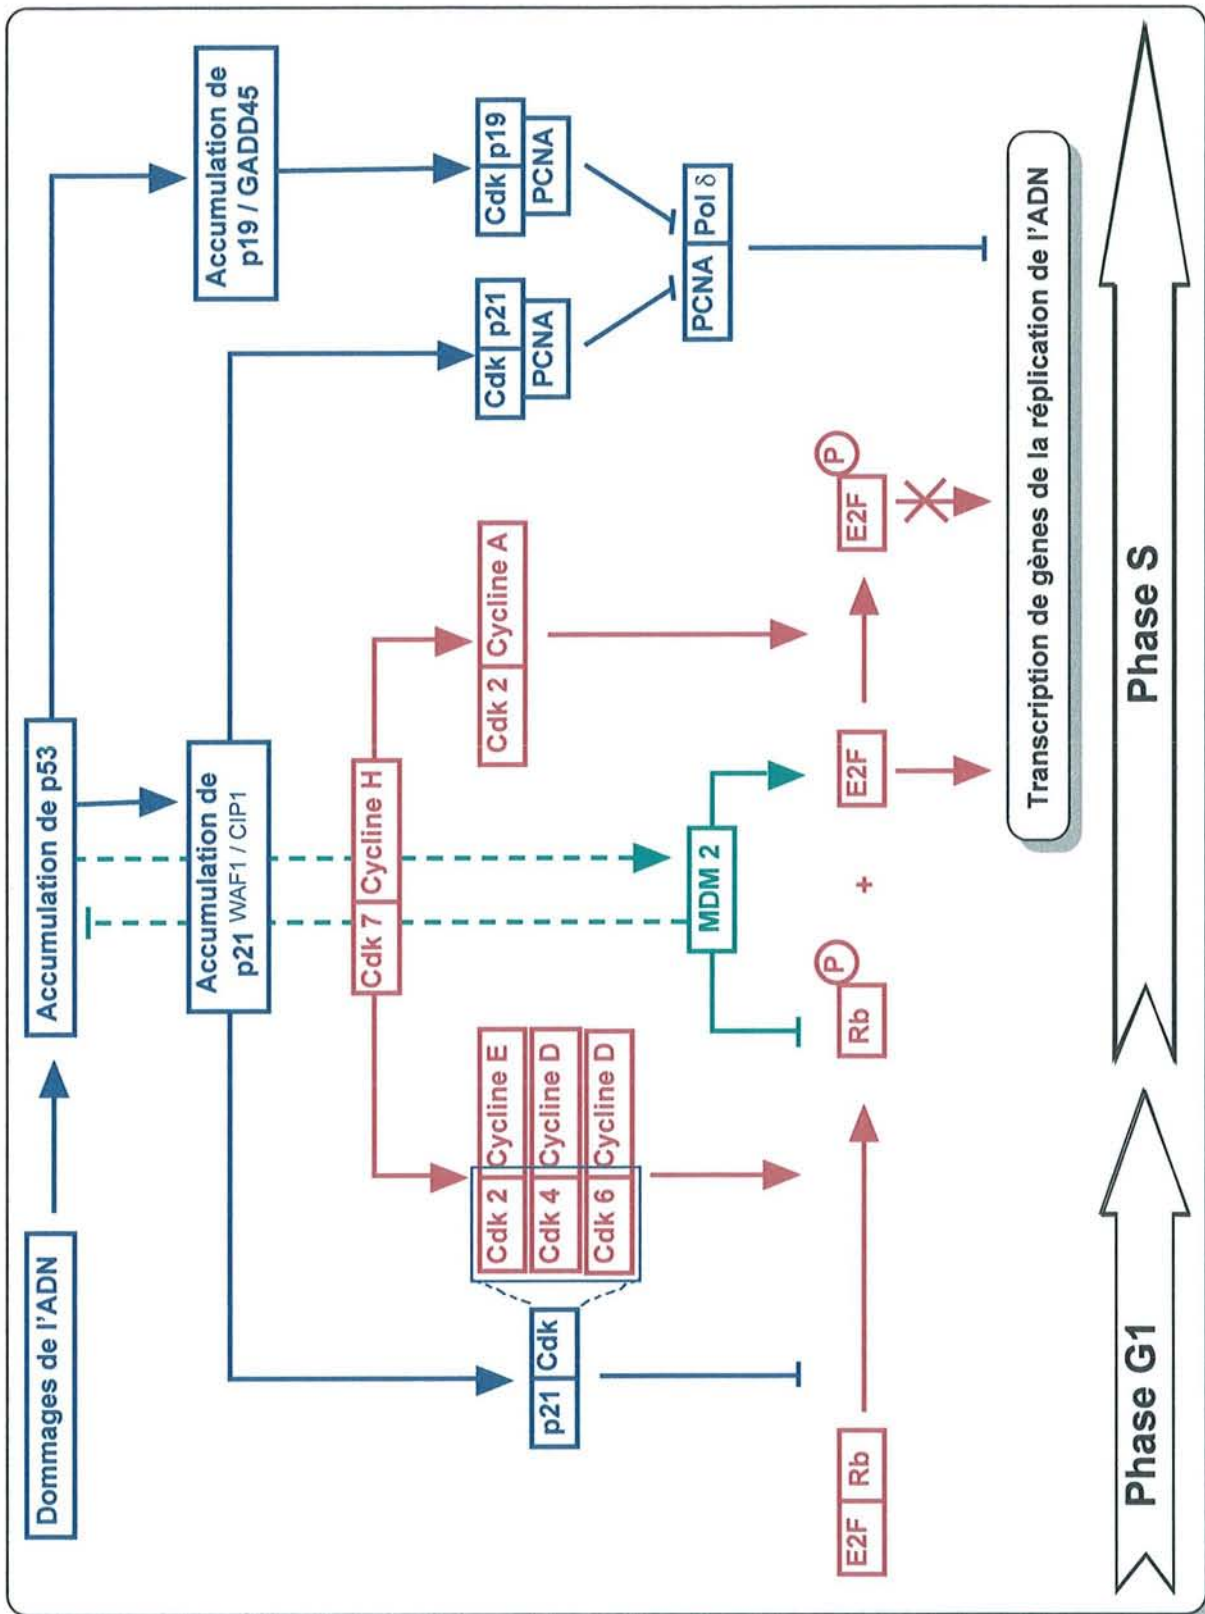 Dommages de l'ADN
Accumulation de p53
Accumulation de
p21 WAF1 / CIP1
Accumulation de
p19 / GADD45
Cdk 7 Cycline H
p21 Cdk
Cdk 2 Cycline E
Cdk 4 Cycline D
Cdk 6 Cycline D
Cdk 2 Cycline A
Cdk p21
PCNA
Cdk p19
PCNA
MDM 2
PCNA Pol δ
E2F Rb
Rb P
+
E2F
E2F P
Transcription de gènes de la réplication de l'ADN
Phase G1
Phase S